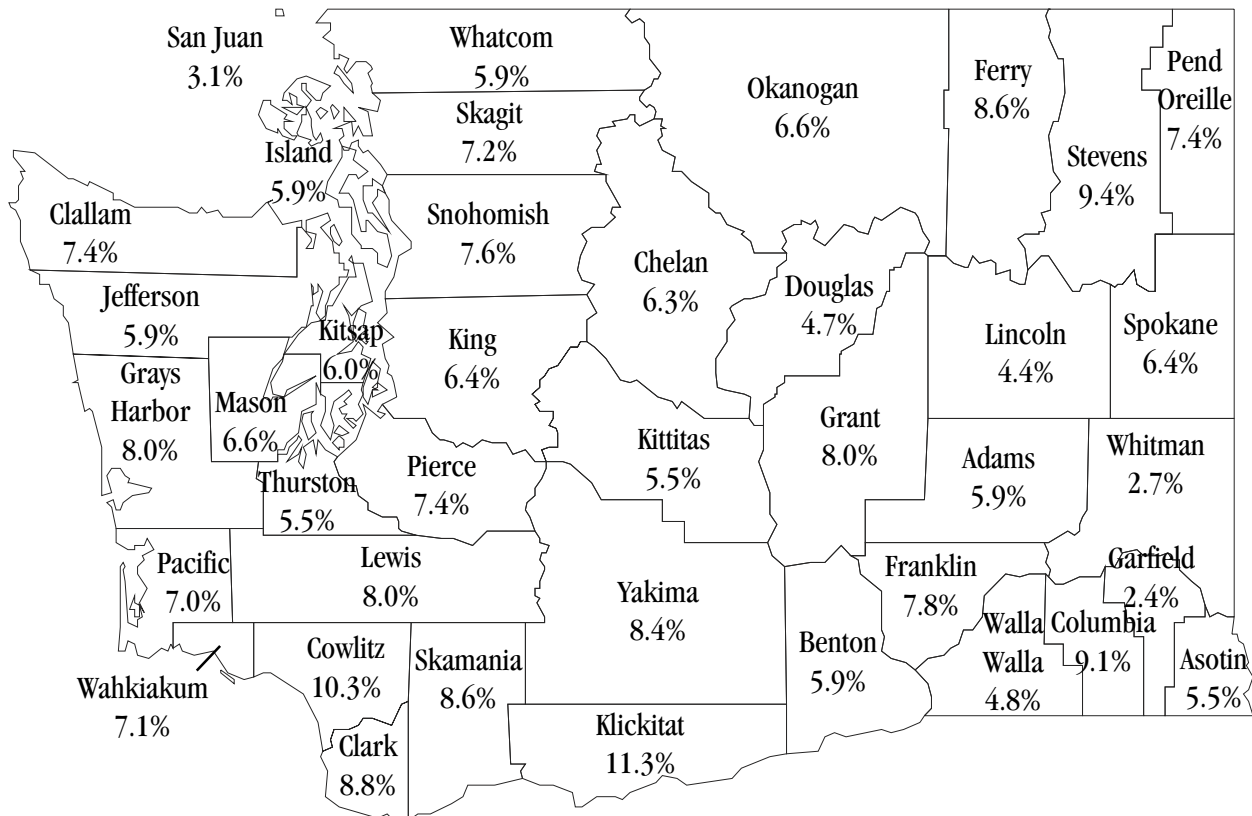 San Juan
3.1%
Whatcom
5.9%
Skagit
7.2%
Island
5.9%
Snohomish
7.6%
Okanogan
6.6%
Ferry
8.6%
Stevens
9.4%
Pend
Oreille
7.4%
Clallam
7.4%
Jefferson
5.9%
Kitsap
6.0%
King
6.4%
Chelan
6.3%
Douglas
4.7%
Lincoln
4.4%
Spokane
6.4%
Grays
Harbor
8.0%
Mason
6.6%
Thurston
5.5%
Pierce
7.4%
Kittitas
5.5%
Grant
8.0%
Adams
5.9%
Whitman
2.7%
Pacific
7.0%
Lewis
8.0%
Yakima
8.4%
Franklin
7.8%
Garfield
2.4%
Wahkiakum
7.1%
Cowlitz
10.3%
Skamania
8.6%
Clark
8.8%
Klickitat
11.3%
Benton
5.9%
Walla
Walla
4.8%
Columbia
9.1%
Asotin
5.5%